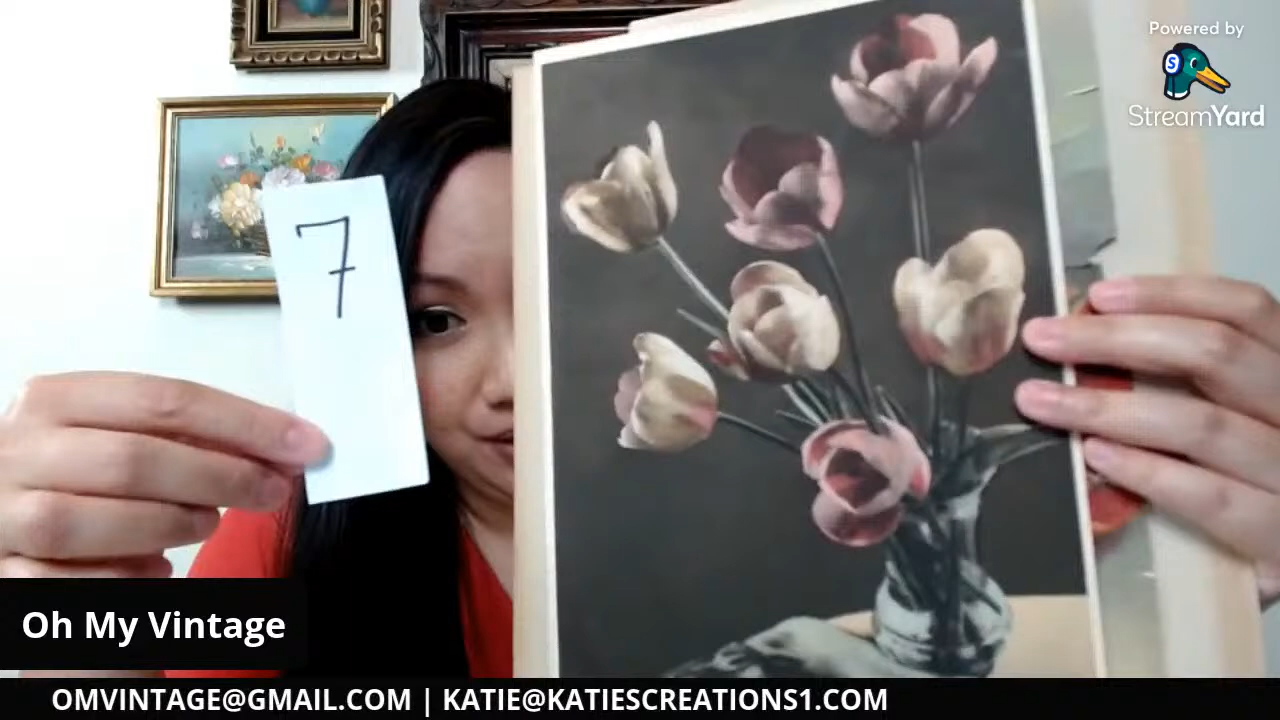 Powered by
S
StreamYard
7
Oh My Vintage
OMVINTAGE@GMAIL.COM | KATIE@KATIESCREATIONS1.COM